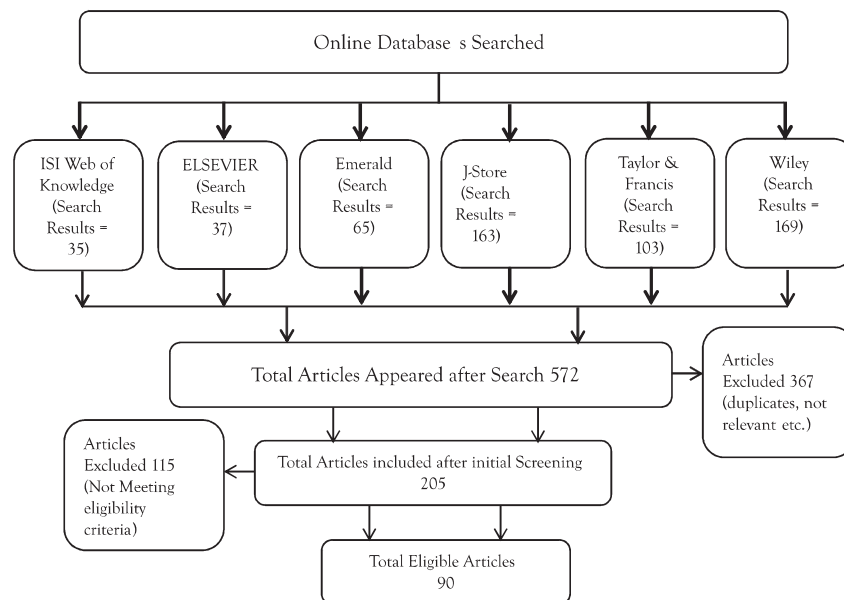 Online Database s Searched
ISI Web of
Knowledge
(Search
Results =
35)
ELSEVIER
(Search
Results =
37)
Emerald
(Search
Results =
65)
J-Store
(Search
Results =
163)
Taylor &
Francis
(Search
Results =
103)
Wiley
(Search
Results =
169)
Total Articles Appeared after Search 572
Articles
Excluded 367
(duplicates, not
relevant etc.)
Articles
Excluded 115
(Not Meeting
eligibility
criteria)
Total Articles included after initial Screening
205
Total Eligible Articles
90